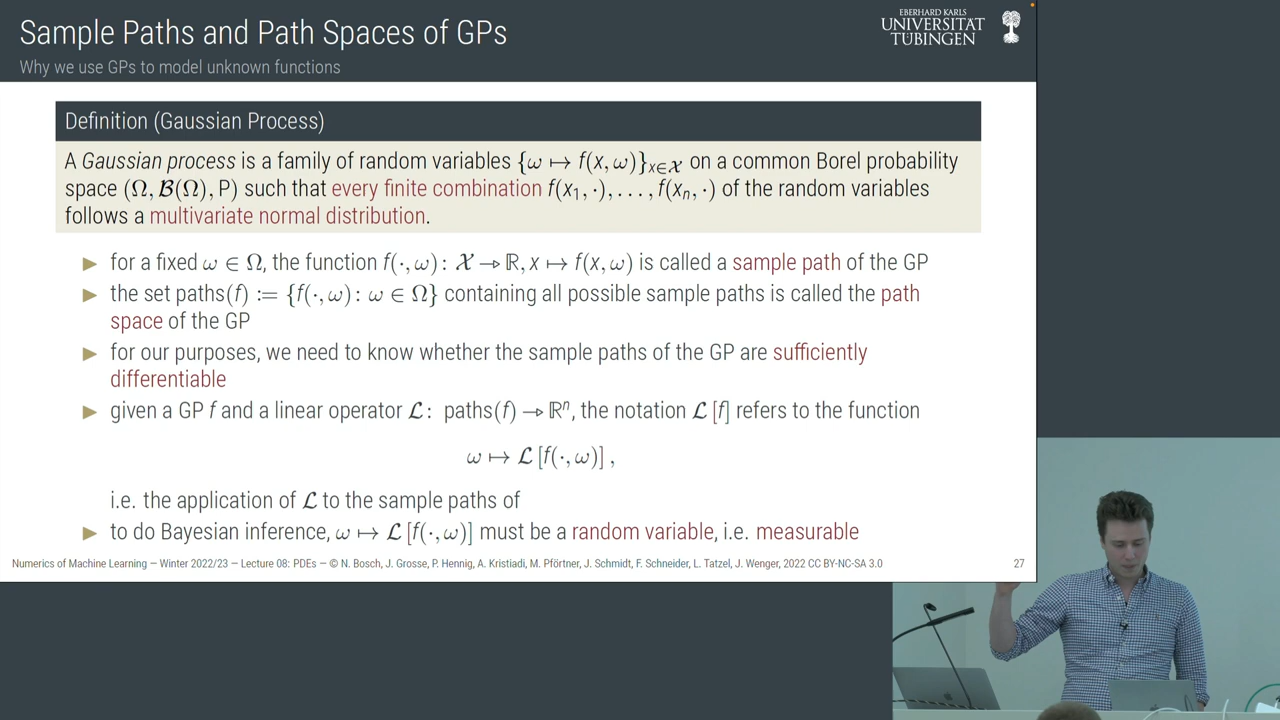 Sample Paths and Path Spaces of GPs
Why we use GPs to model unknown functions
EBERHARD KARLS
UNIVERSITÄT
TÜBINGEN
Definition (Gaussian Process)
A Gaussian process is a family of random variables {ω ↦ f(x, ω)}x∈𝒳 on a common Borel probability
space (Ω, 𝓑(Ω), P) such that every finite combination f(x₁, ·), . . . , f(xₙ, ·) of the random variables
follows a multivariate normal distribution.
▶ for a fixed ω ∈ Ω, the function f(·, ω): 𝒳 → ℝ, x ↦ f(x, ω) is called a sample path of the GP
▶ the set paths(f) := {f(·, ω): ω ∈ Ω} containing all possible sample paths is called the path
space of the GP
▶ for our purposes, we need to know whether the sample paths of the GP are sufficiently
differentiable
▶ given a GP f and a linear operator 𝓛: paths(f) → ℝⁿ, the notation 𝓛 [f] refers to the function
ω ↦ 𝓛 [f(·, ω)] ,
i.e. the application of 𝓛 to the sample paths of
▶ to do Bayesian inference, ω ↦ 𝓛 [f(·, ω)] must be a random variable, i.e. measurable
Numerics of Machine Learning — Winter 2022/23 — Lecture 08: PDEs — © N. Bosch, J. Grosse, P. Hennig, A. Kristiadi, M. Pförtner, J. Schmidt, F. Schneider, L. Tatzel, J. Wenger, 2022 CC BY-NC-SA 3.0
27